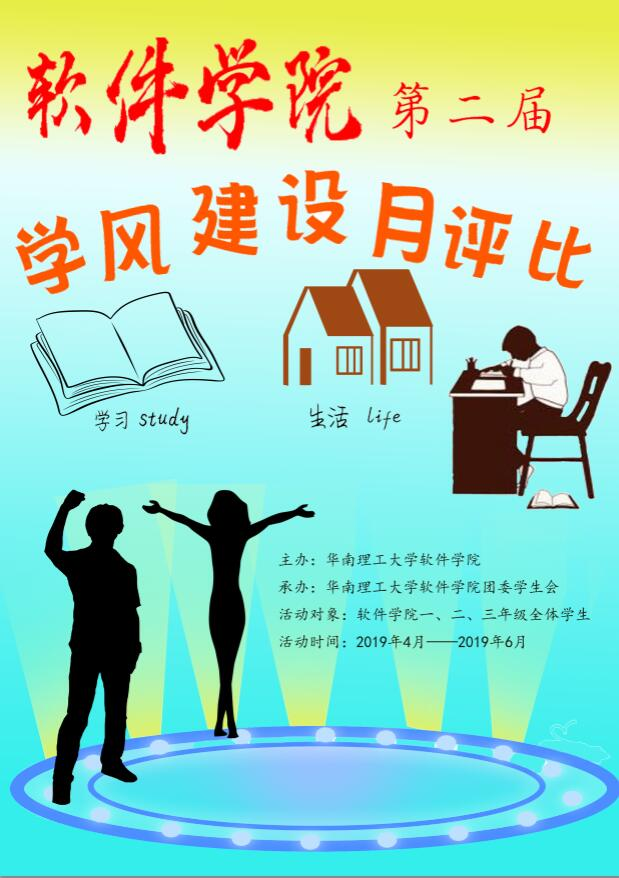 软件学院 第二届
学风建设月评比
学习 study
生活 life
主办：华南理工大学软件学院
承办：华南理工大学软件学院团委学生会
活动对象：软件学院一、二、三年级全体学生
活动时间：2019年4月——2019年6月